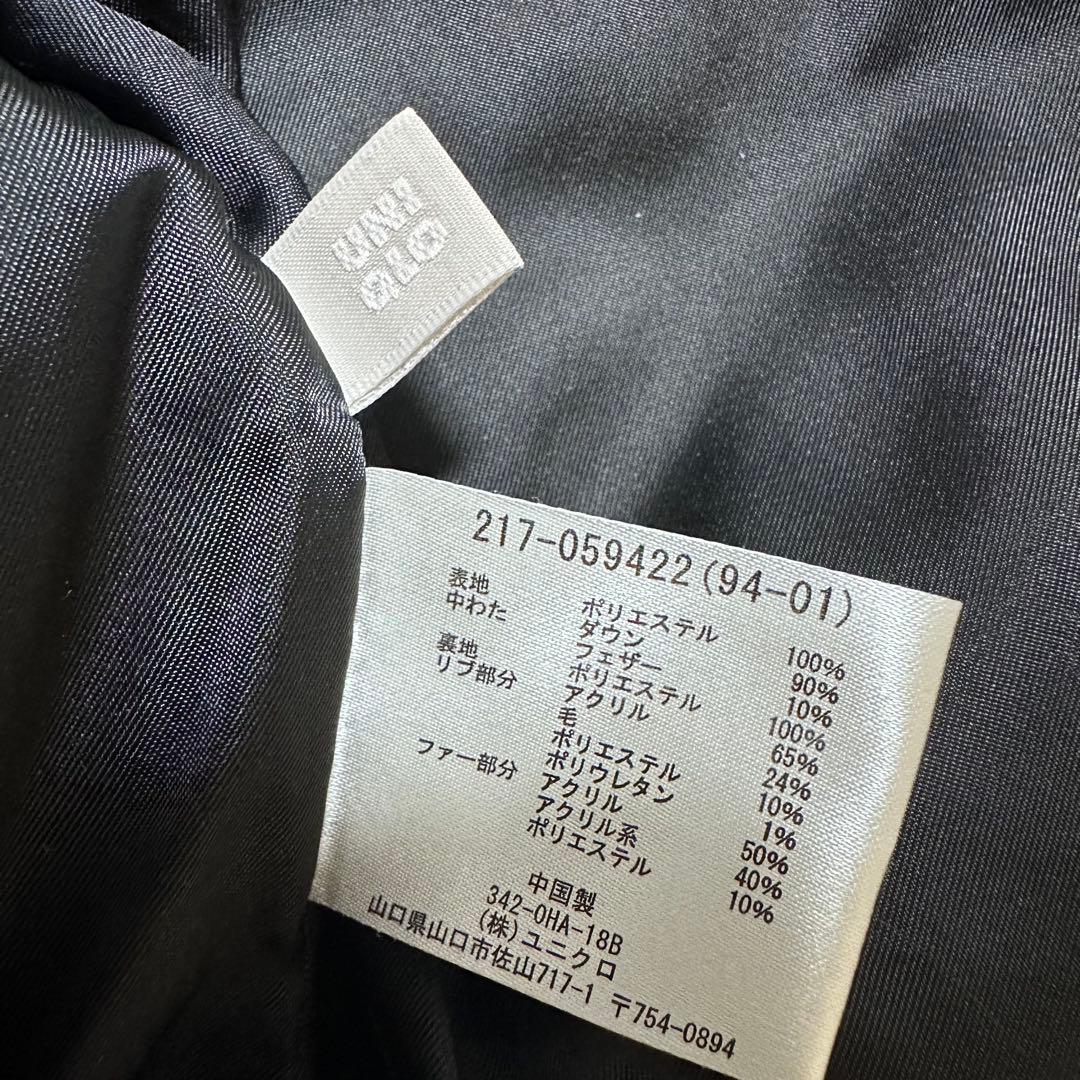 UNI
QLO
217-059422(94-01)
表地 ポリエステル 100%
中わた ダウン 90%
フェザー 10%
裏地 ポリエステル 100%
リブ部分 アクリル 65%
毛 24%
ポリエステル 10%
ポリウレタン 1%
ファー部分 アクリル 50%
アクリル系 40%
ポリエステル 10%
中国製
342-0HA-18B
(株)ユニクロ
山口県山口市佐山717-1 〒754-0894